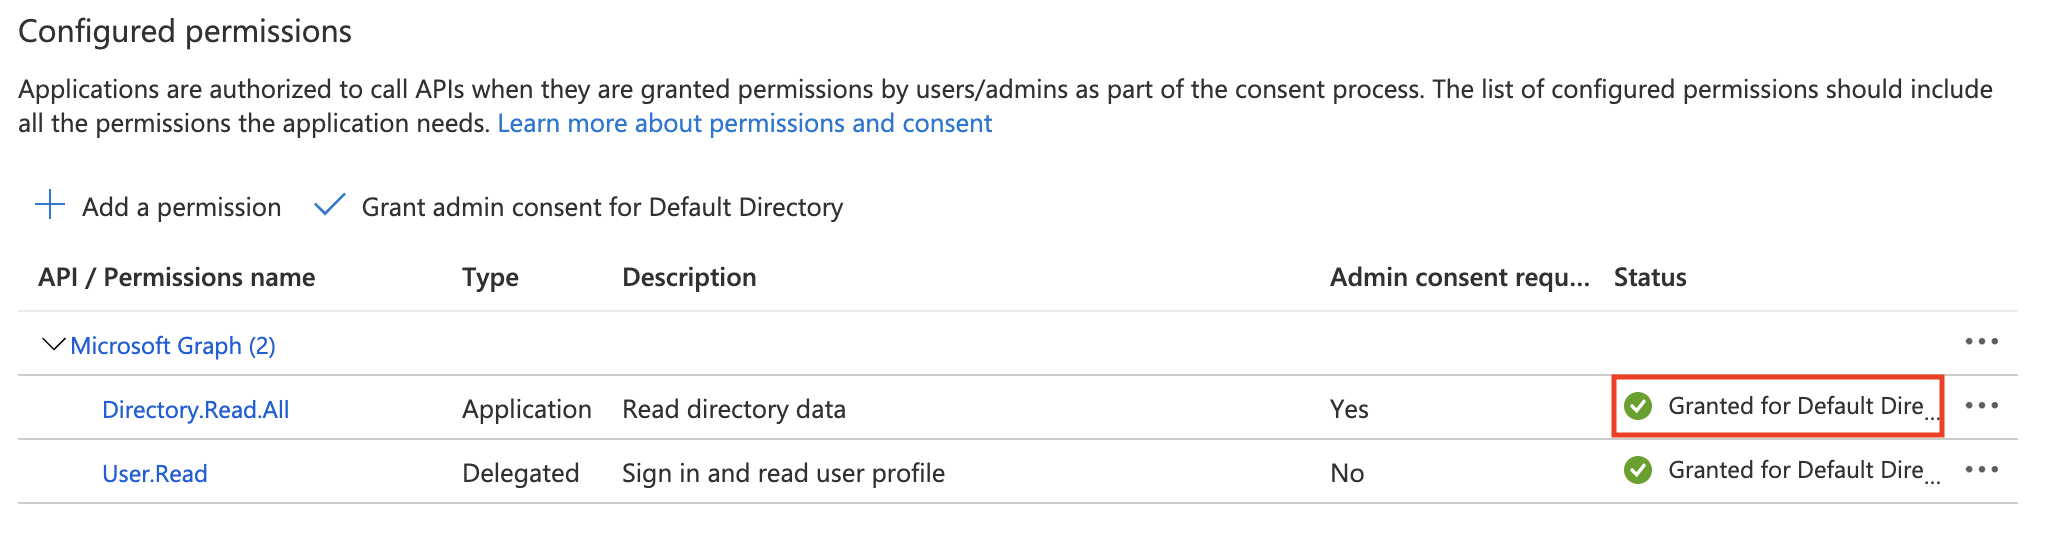 Configured permissions
Applications are authorized to call APIs when they are granted permissions by users/admins as part of the consent process. The list of configured permissions should include
all the permissions the application needs. Learn more about permissions and consent
Add a permission Grant admin consent for Default Directory
API / Permissions name Type Description Admin consent requ... Status
Microsoft Graph (2)
Directory.Read.All Application Read directory data Yes Granted for Default Dire...
User.Read Delegated Sign in and read user profile No Granted for Default Dire...